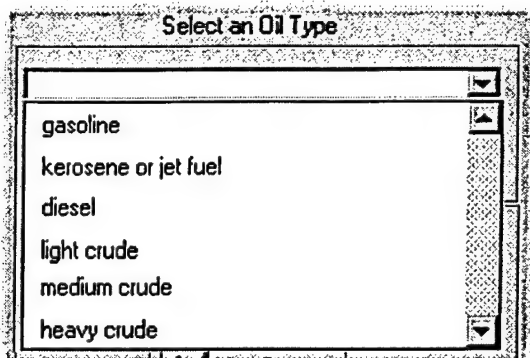 Select an Oil Type
gasoline
kerosene or jet fuel
diesel
light crude
medium crude
heavy crude